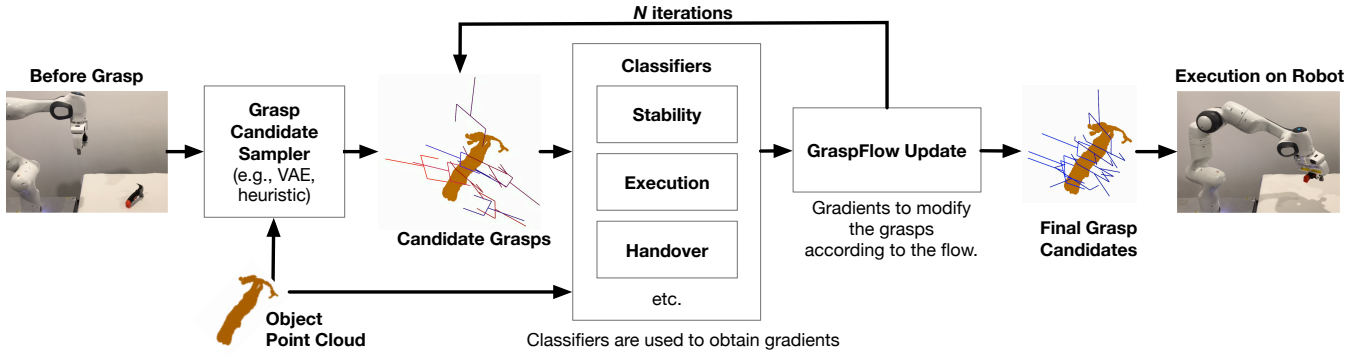 N iterations
Before Grasp
Grasp
Candidate
Sampler
(e.g., VAE,
heuristic)
Candidate Grasps
Object
Point Cloud
Classifiers
Stability
Execution
Handover
etc.
Classifiers are used to obtain gradients
GraspFlow Update
Gradients to modify
the grasps
according to the flow.
Final Grasp
Candidates
Execution on Robot